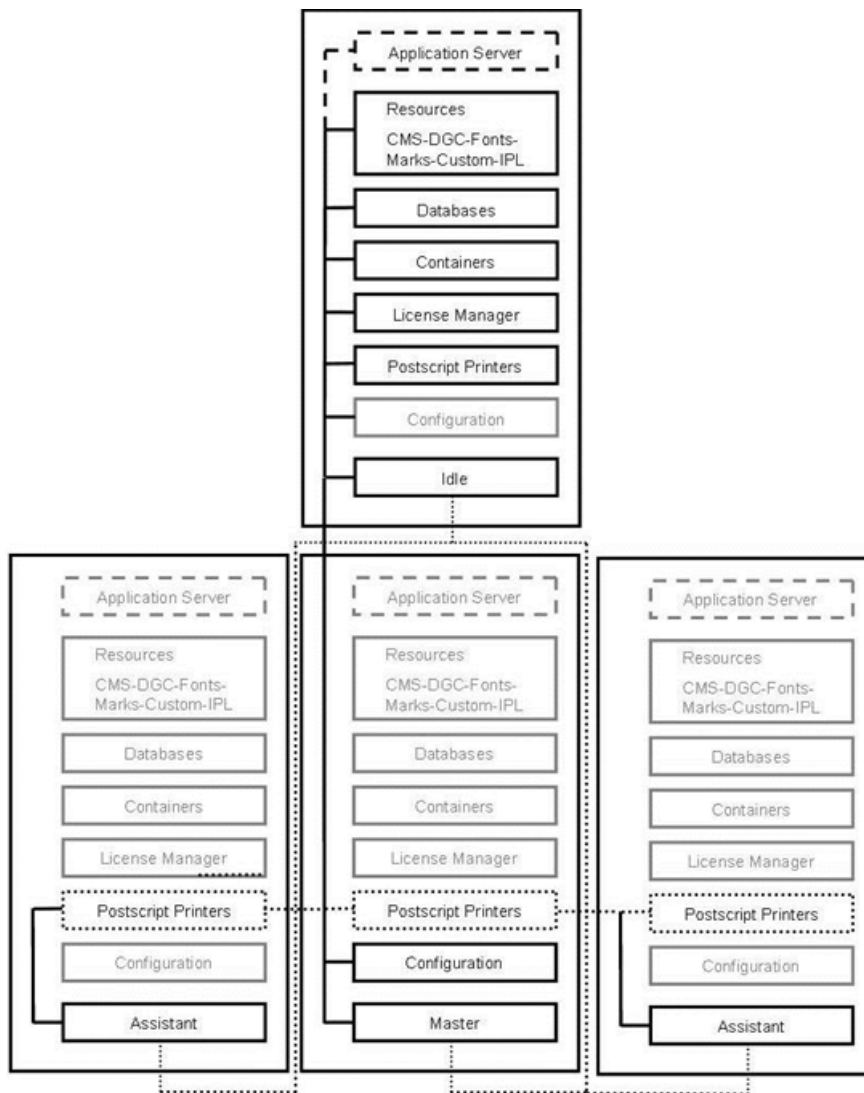 Application Server
Resources
CMS-DGC-Fonts-
Marks-Custom-IPL
Databases
Containers
License Manager
Postscript Printers
Configuration
Idle
Application Server
Resources
CMS-DGC-Fonts-
Marks-Custom-IPL
Databases
Containers
License Manager
Postscript Printers
Configuration
Assistant
Application Server
Resources
CMS-DGC-Fonts-
Marks-Custom-IPL
Databases
Containers
License Manager
Postscript Printers
Configuration
Master
Application Server
Resources
CMS-DGC-Fonts-
Marks-Custom-IPL
Databases
Containers
License Manager
Postscript Printers
Configuration
Assistant